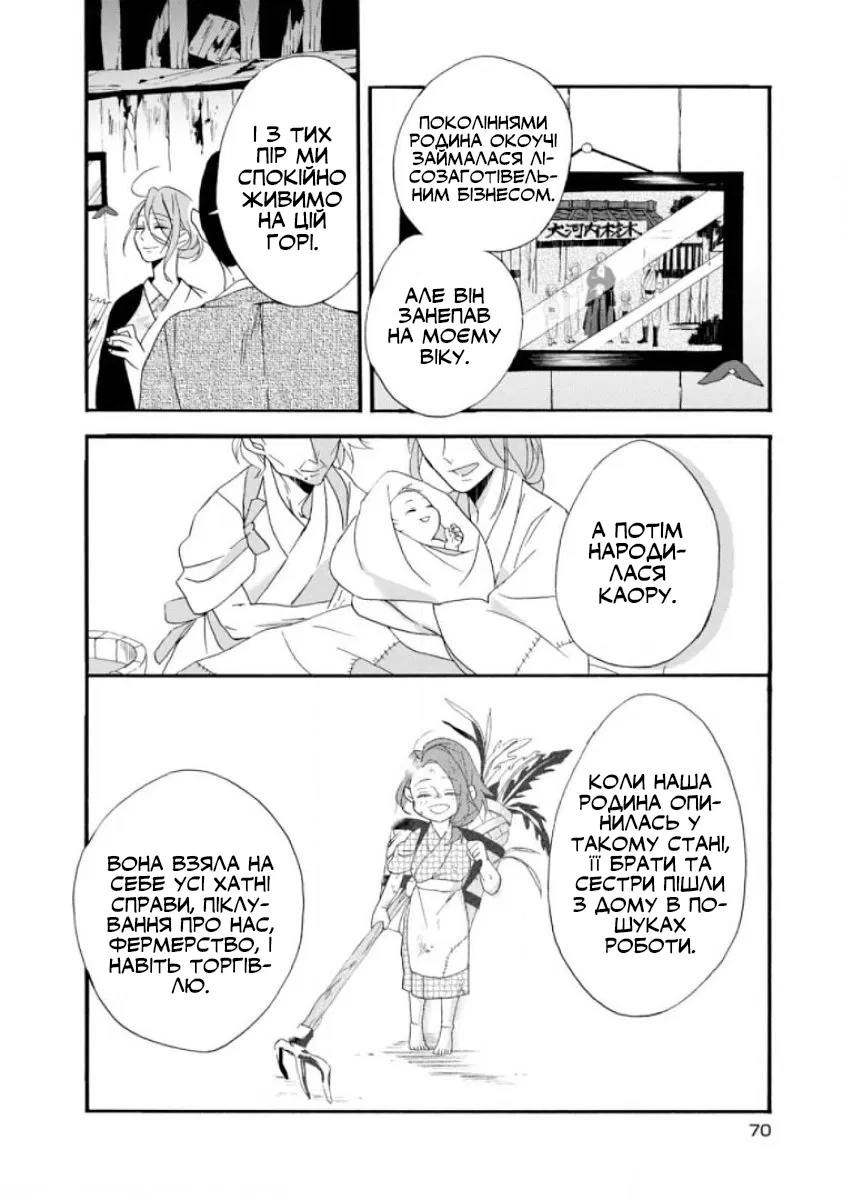 ПОКОЛІННЯМИ
РОДИНА ОКОУЧІ
ЗАЙМАЛАСЯ ЛІ-
СОЗАГОТІВЕЛЬ-
НИМ БІЗНЕСОМ.
大河内
АЛЕ ВІН
ЗАНЕПАВ
НА МОЄМУ
ВІКУ.
І З ТИХ
ПІР МИ
СПОКІЙНО
ЖИВИМО
НА ЦІЙ
ГОРІ.
А ПОТІМ
НАРОДИ-
ЛАСЯ
КАОРУ.
КОЛИ НАША
РОДИНА ОПИ-
НИЛАСЬ У
ТАКОМУ СТАНІ,
ЇЇ БРАТИ ТА
СЕСТРИ ПІШЛИ
З ДОМУ В ПО-
ШУКАХ
РОБОТИ.
ВОНА ВЗЯЛА НА
СЕБЕ УСІ ХАТНІ
СПРАВИ, ПІКЛУ-
ВАННЯ ПРО НАС,
ФЕРМЕРСТВО, І
НАВІТЬ ТОРГІВ-
ЛЮ.
70